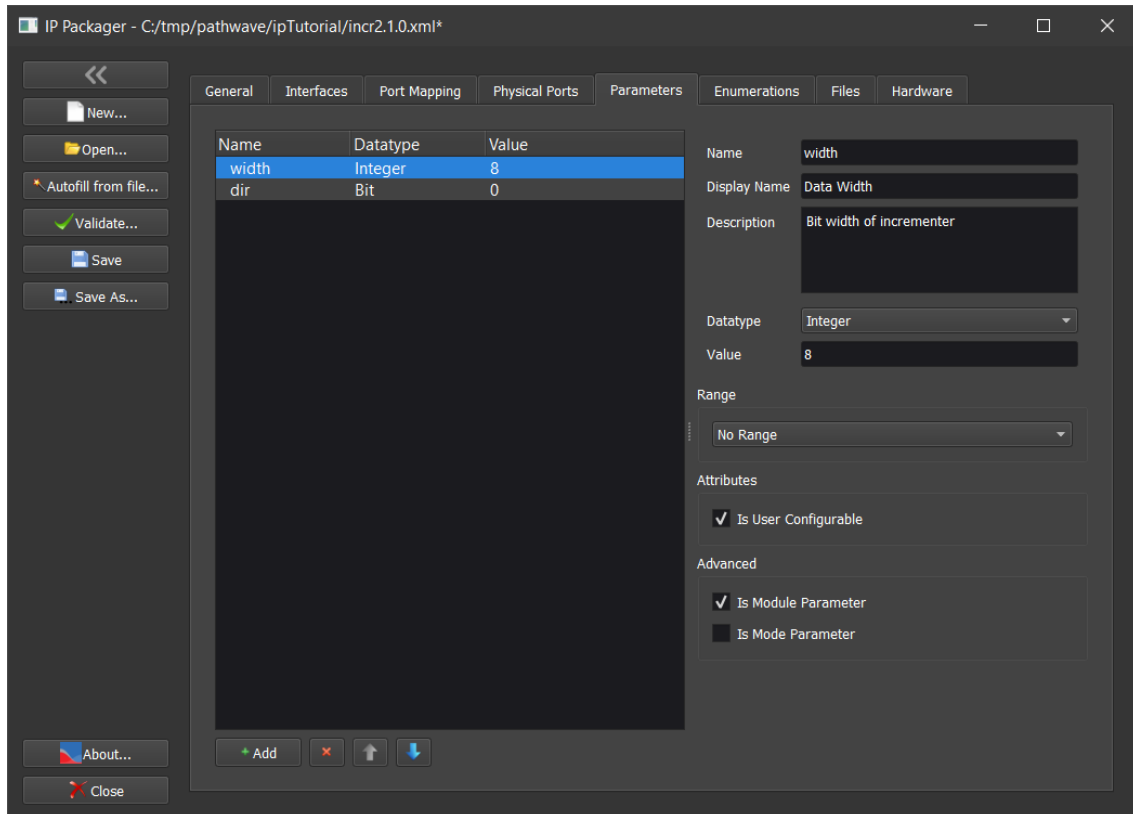 IP Packager - C:/tmp/pathwave/ipTutorial/incr2.1.0.xml*
New...
Open...
Autofill from file...
Validate...
Save
Save As...
About...
Close
General Interfaces Port Mapping Physical Ports Parameters Enumerations Files Hardware
Name Datatype Value
width Integer 8
dir Bit 0
+ Add
Name width
Display Name Data Width
Description Bit width of incrementer
Datatype Integer
Value 8
Range
No Range
Attributes
Is User Configurable
Advanced
Is Module Parameter
Is Mode Parameter